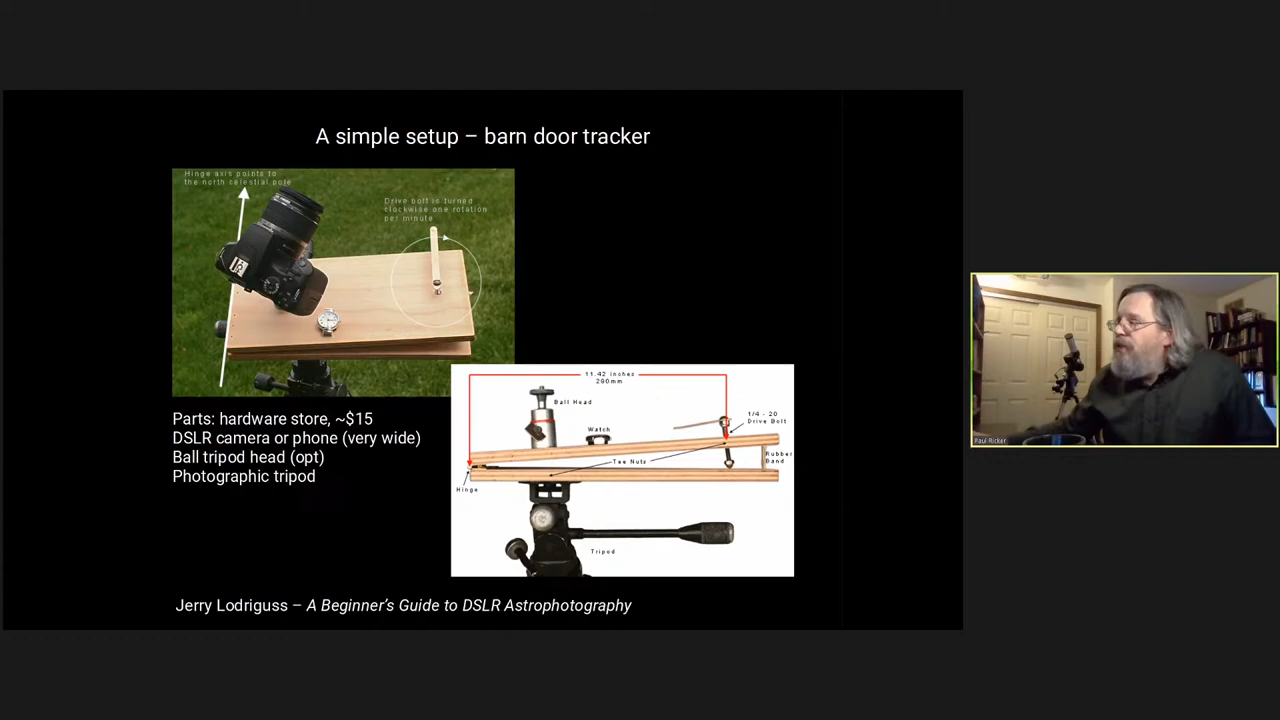 A simple setup – barn door tracker
Hinge axis points to
the north celestial pole
Drive bolt is turned
clockwise one rotation
per minute
11.42 inches
290mm
Ball Head
1/4 - 20
Drive Bolt
Watch
Tee Nuts
Rubber
Band
Hinge
Tripod
Parts: hardware store, ~$15
DSLR camera or phone (very wide)
Ball tripod head (opt)
Photographic tripod
Jerry Lodriguss – A Beginner’s Guide to DSLR Astrophotography
Paul Ricker